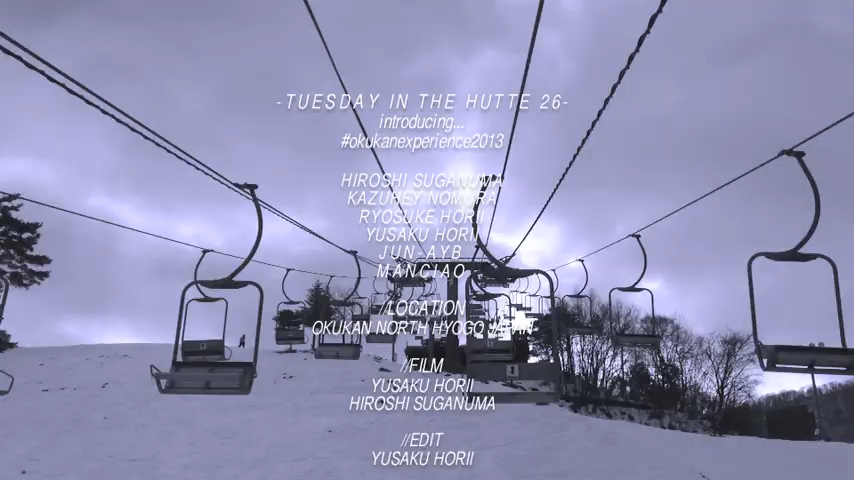 -TUESDAY IN THE HUTTE 26-
introducing...
#okukanexperience2013
HIROSHI SUGANUMA
KAZUHEY NOMURA
RYOSUKE HORII
YUSAKU HORII
JUN-AYB
MANCIAO
//LOCATION
OKUKAN NORTH HYOGO JAPAN
//FILM
YUSAKU HORII
HIROSHI SUGANUMA
//EDIT
YUSAKU HORII